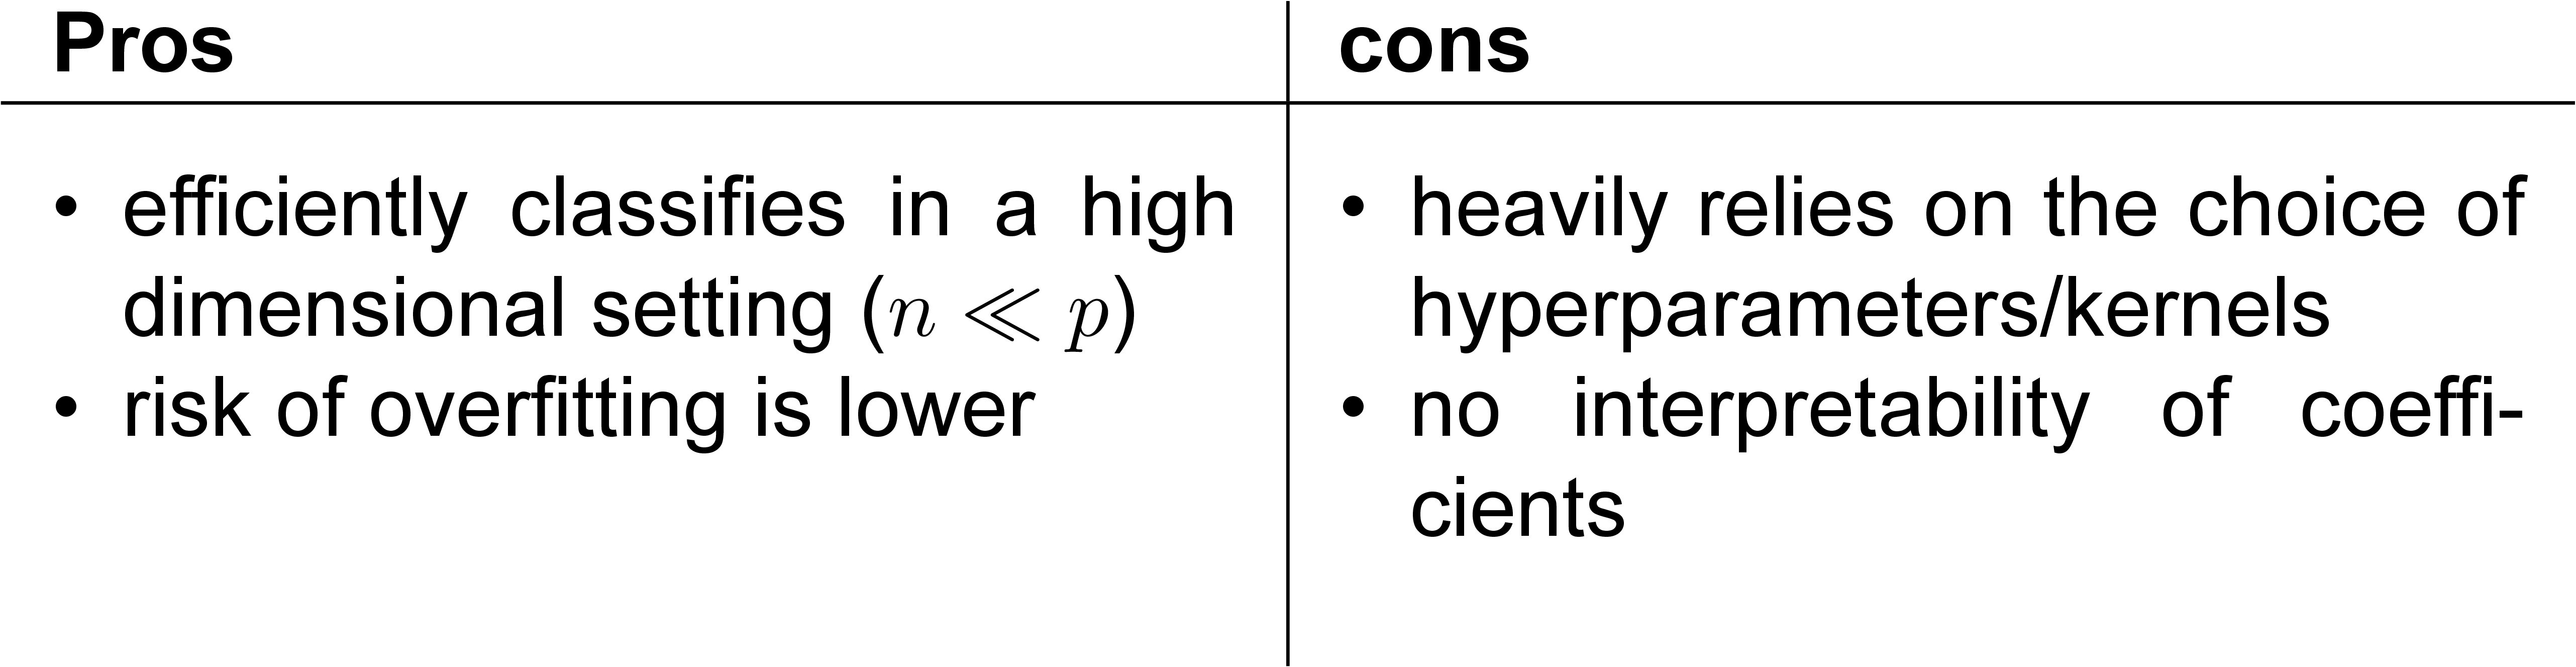 Pros
cons
• efficiently classifies in a high
dimensional setting (n ≪ p)
• risk of overfitting is lower
• heavily relies on the choice of
hyperparameters/kernels
• no interpretability of coeffi-
cients